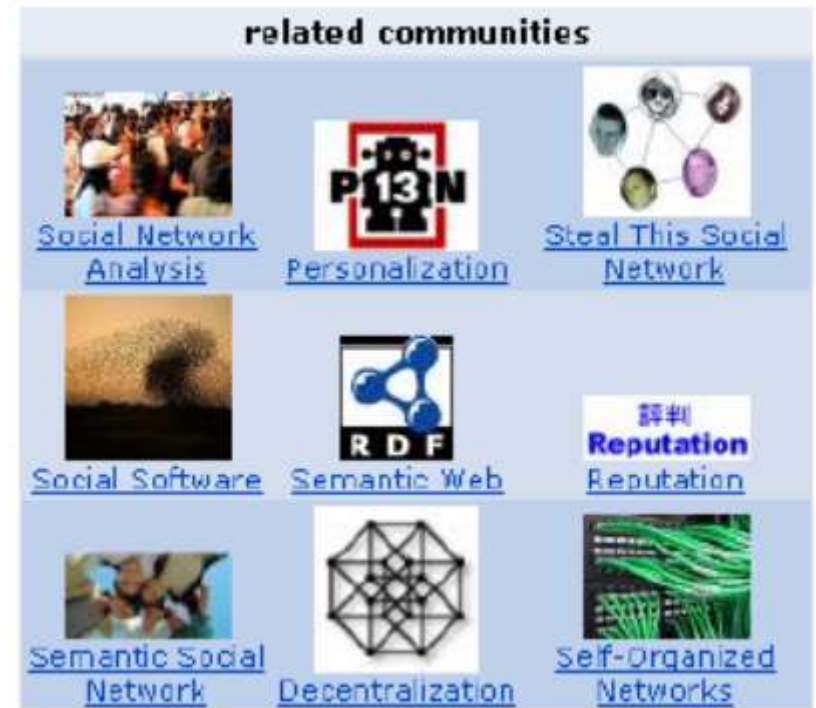 related communities
P13N
Social Network
Analysis
Personalization
Steal This Social
Network
RDF
評判
Reputation
Social Software
Semantic Web
Reputation
Semantic Social
Network
Decentralization
Self-Organized
Networks